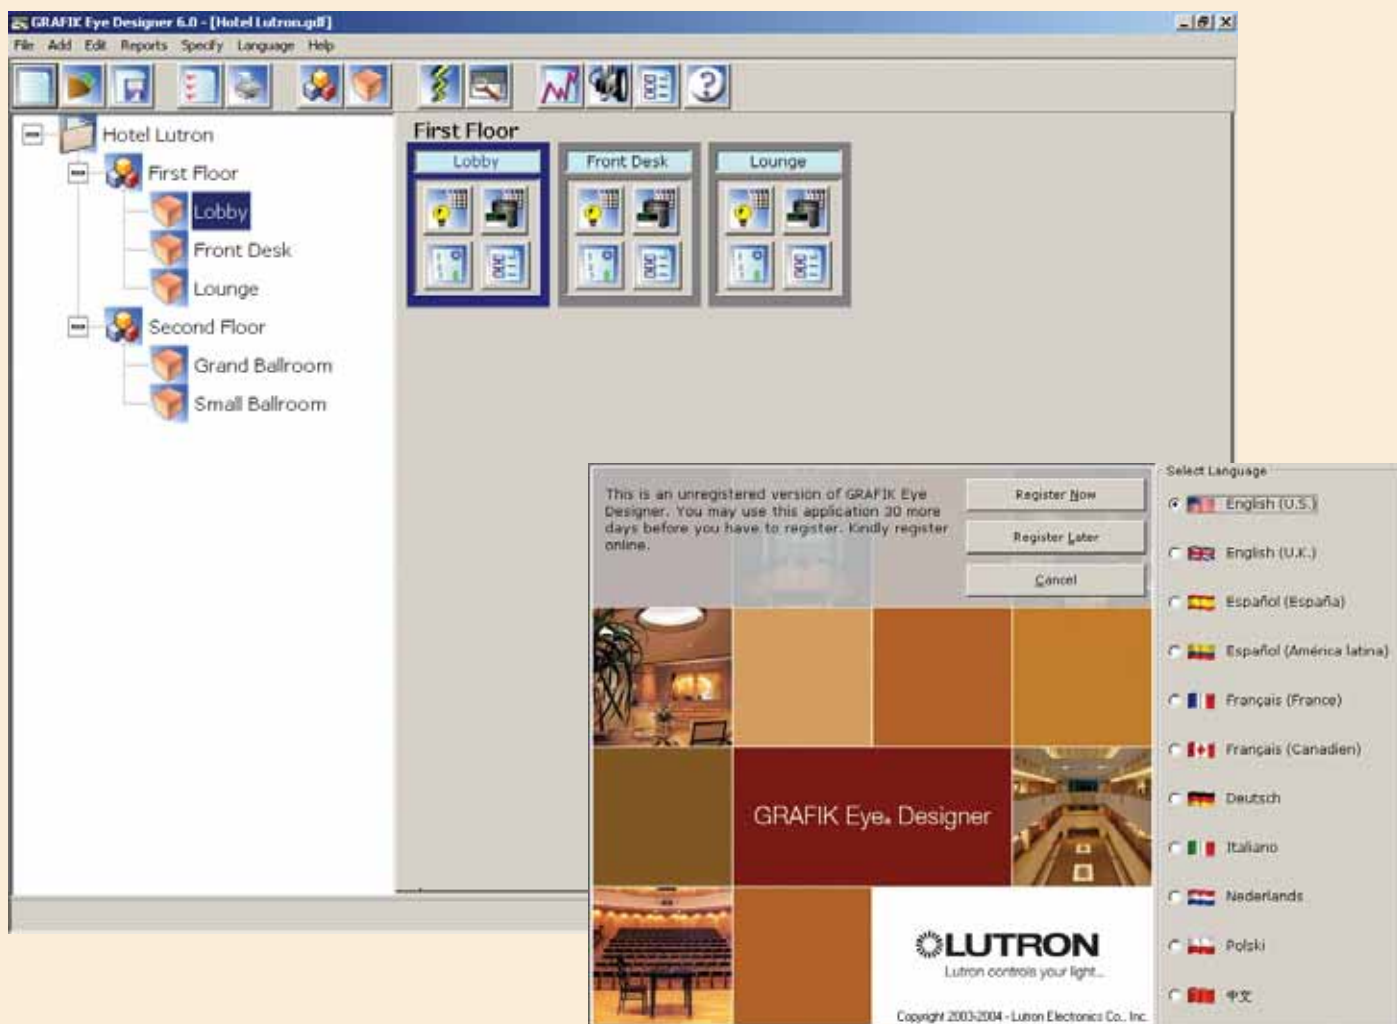 GRAFIK Eye Designer 6.0 - [Hotel Lutron.gdf]
File Add Edit Reports Specify Language Help
Hotel Lutron
First Floor
Lobby
Front Desk
Lounge
Second Floor
Grand Ballroom
Small Ballroom
First Floor
Lobby
Front Desk
Lounge
This is an unregistered version of GRAFIK Eye
Designer. You may use this application 30 more
days before you have to register. Kindly register
online.
Register Now
Register Later
Cancel
GRAFIK Eye® Designer
LUTRON
Lutron controls your light...
Copyright 2003-2004 - Lutron Electronics Co., Inc.
Select Language
English (U.S.)
English (U.K.)
Español (España)
Español (América latina)
Français (France)
Français (Canadien)
Deutsch
Italiano
Nederlands
Polski
中文